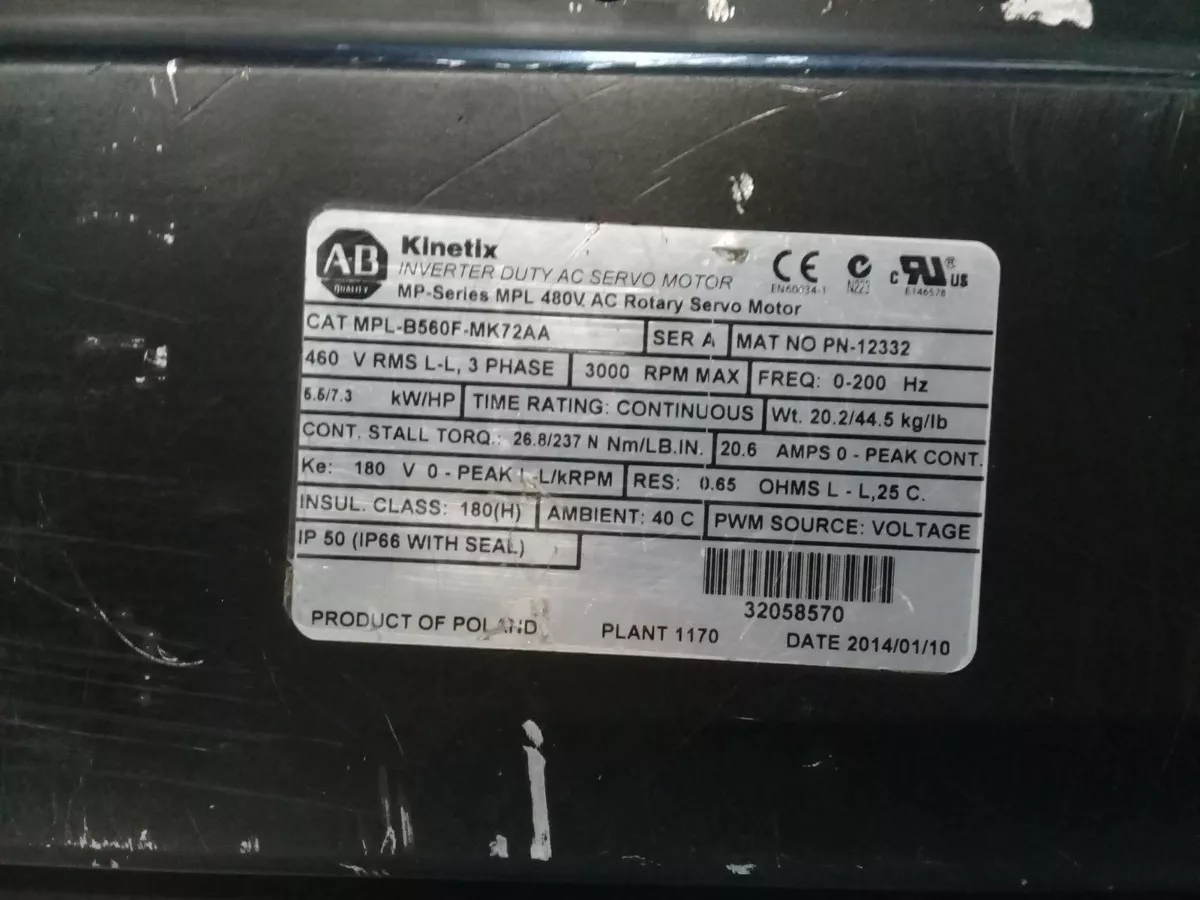 AB
QUALITY
Kinetix
INVERTER DUTY AC SERVO MOTOR
MP-Series MPL 480V AC Rotary Servo Motor
CE
EN60034-1
C
N223
c RU ® US
E146578
CAT MPL-B560F-MK72AA
SER A
MAT NO PN-12332
460 V RMS L-L, 3 PHASE
3000 RPM MAX
FREQ: 0-200 Hz
5.5/7.3 kW/HP
TIME RATING: CONTINUOUS
Wt. 20.2/44.5 kg/lb
CONT. STALL TORQ.: 26.8/237 N Nm/LB.IN.
20.6 AMPS 0 - PEAK CONT.
Ke: 180 V 0 - PEAK L-L/kRPM
RES: 0.65 OHMS L - L,25 C.
INSUL. CLASS: 180(H)
AMBIENT: 40 C
PWM SOURCE: VOLTAGE
IP 50 (IP66 WITH SEAL)
32058570
PRODUCT OF POLAND
PLANT 1170
DATE 2014/01/10